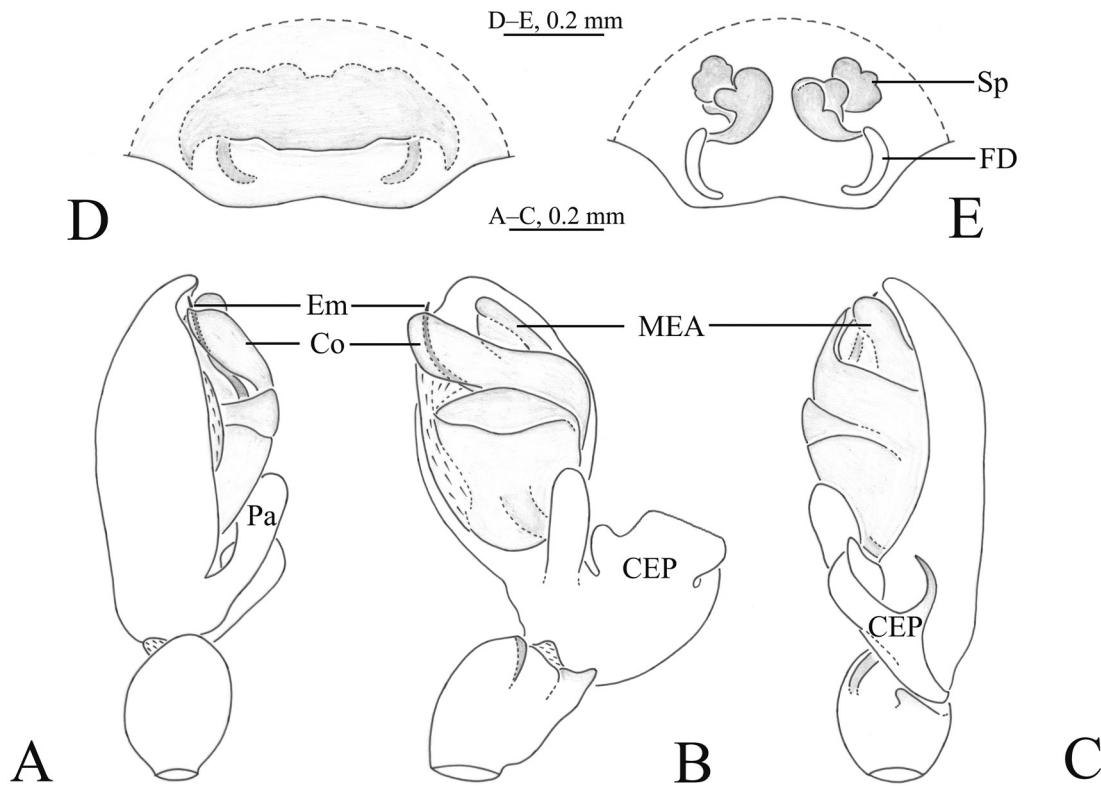 D–E, 0.2 mm
Sp
FD
D
E
A–C, 0.2 mm
Em
Co
MEA
Pa
CEP
CEP
A
B
C